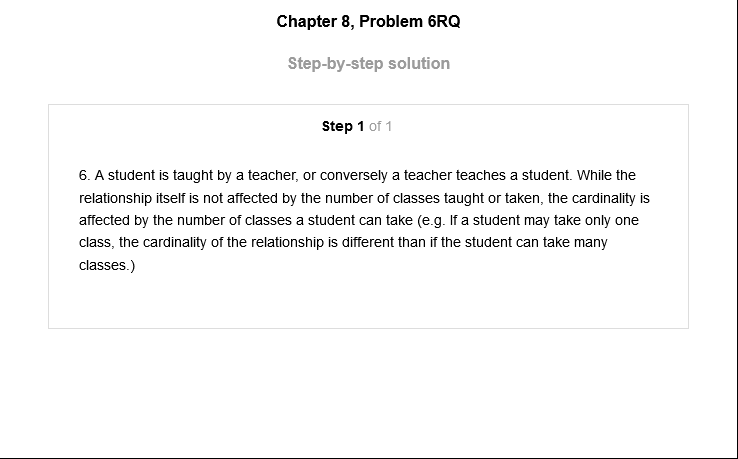 Chapter 8, Problem 6RQ
Step-by-step solution
Step 1 of 1
6. A student is taught by a teacher, or conversely a teacher teaches a student. While the
relationship itself is not affected by the number of classes taught or taken, the cardinality is
affected by the number of classes a student can take (e.g. If a student may take only one
class, the cardinality of the relationship is different than if the student can take many
classes.)